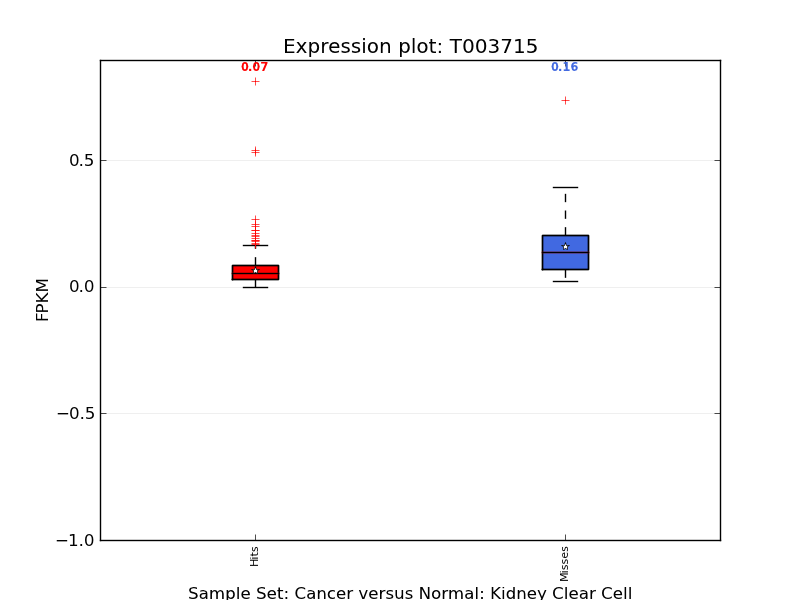 Expression plot: T003715
0.07 0.16
0.5
0.0
−0.5
−1.0
FPKM
Hits
Misses
Sample Set: Cancer versus Normal: Kidney Clear Cell